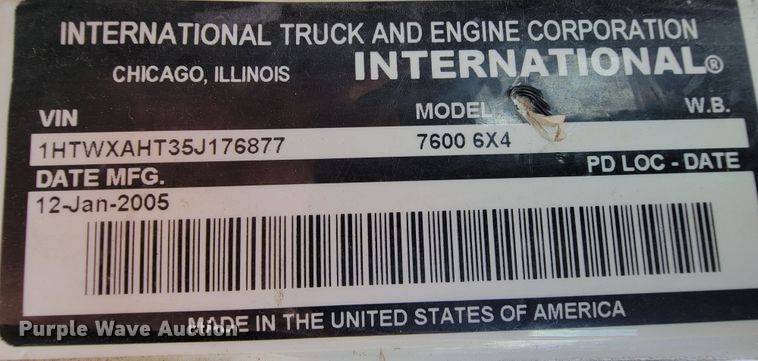 INTERNATIONAL TRUCK AND ENGINE CORPORATION
CHICAGO, ILLINOIS INTERNATIONAL®
VIN MODEL W.B.
1HTWXAHT35J176877 7600 6X4
DATE MFG. PD LOC - DATE
12-Jan-2005
MADE IN THE UNITED STATES OF AMERICA
Purple Wave Auction